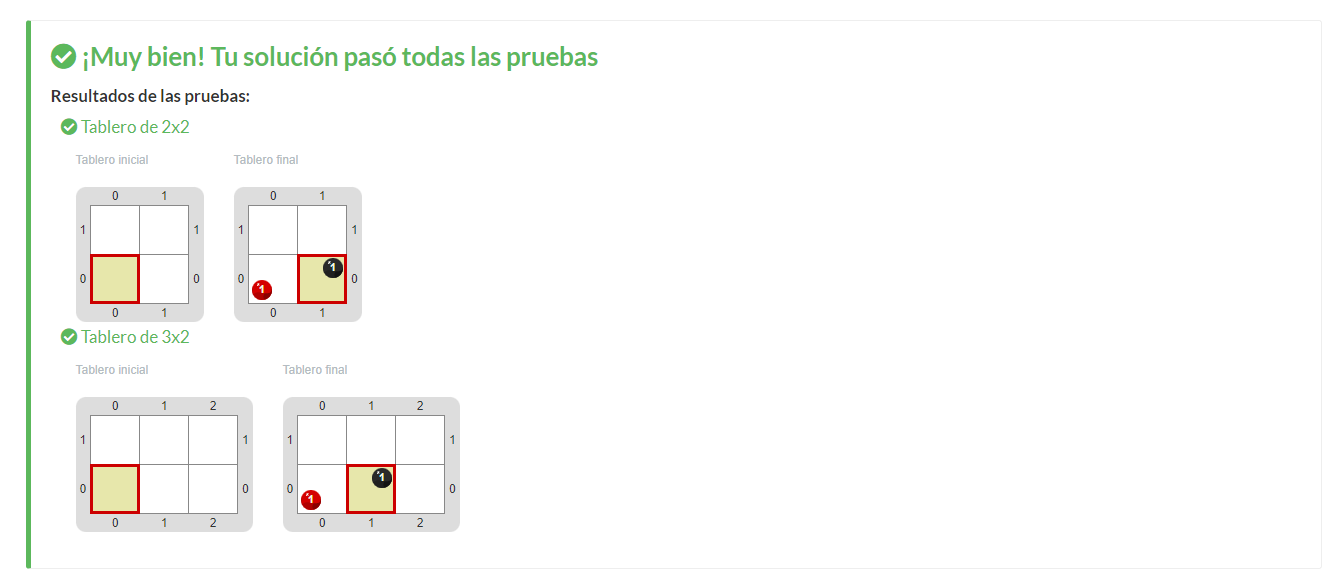 ¡Muy bien! Tu solución pasó todas las pruebas
Resultados de las pruebas:
Tablero de 2x2
Tablero inicial Tablero final
0 1 0 1
1 1 1 1
1
0 0 0 1 0
0 1 0 1
Tablero de 3x2
Tablero inicial Tablero final
0 1 2 0 1 2
1 1 1 1
1
0 0 0 1 0
0 1 2 0 1 2